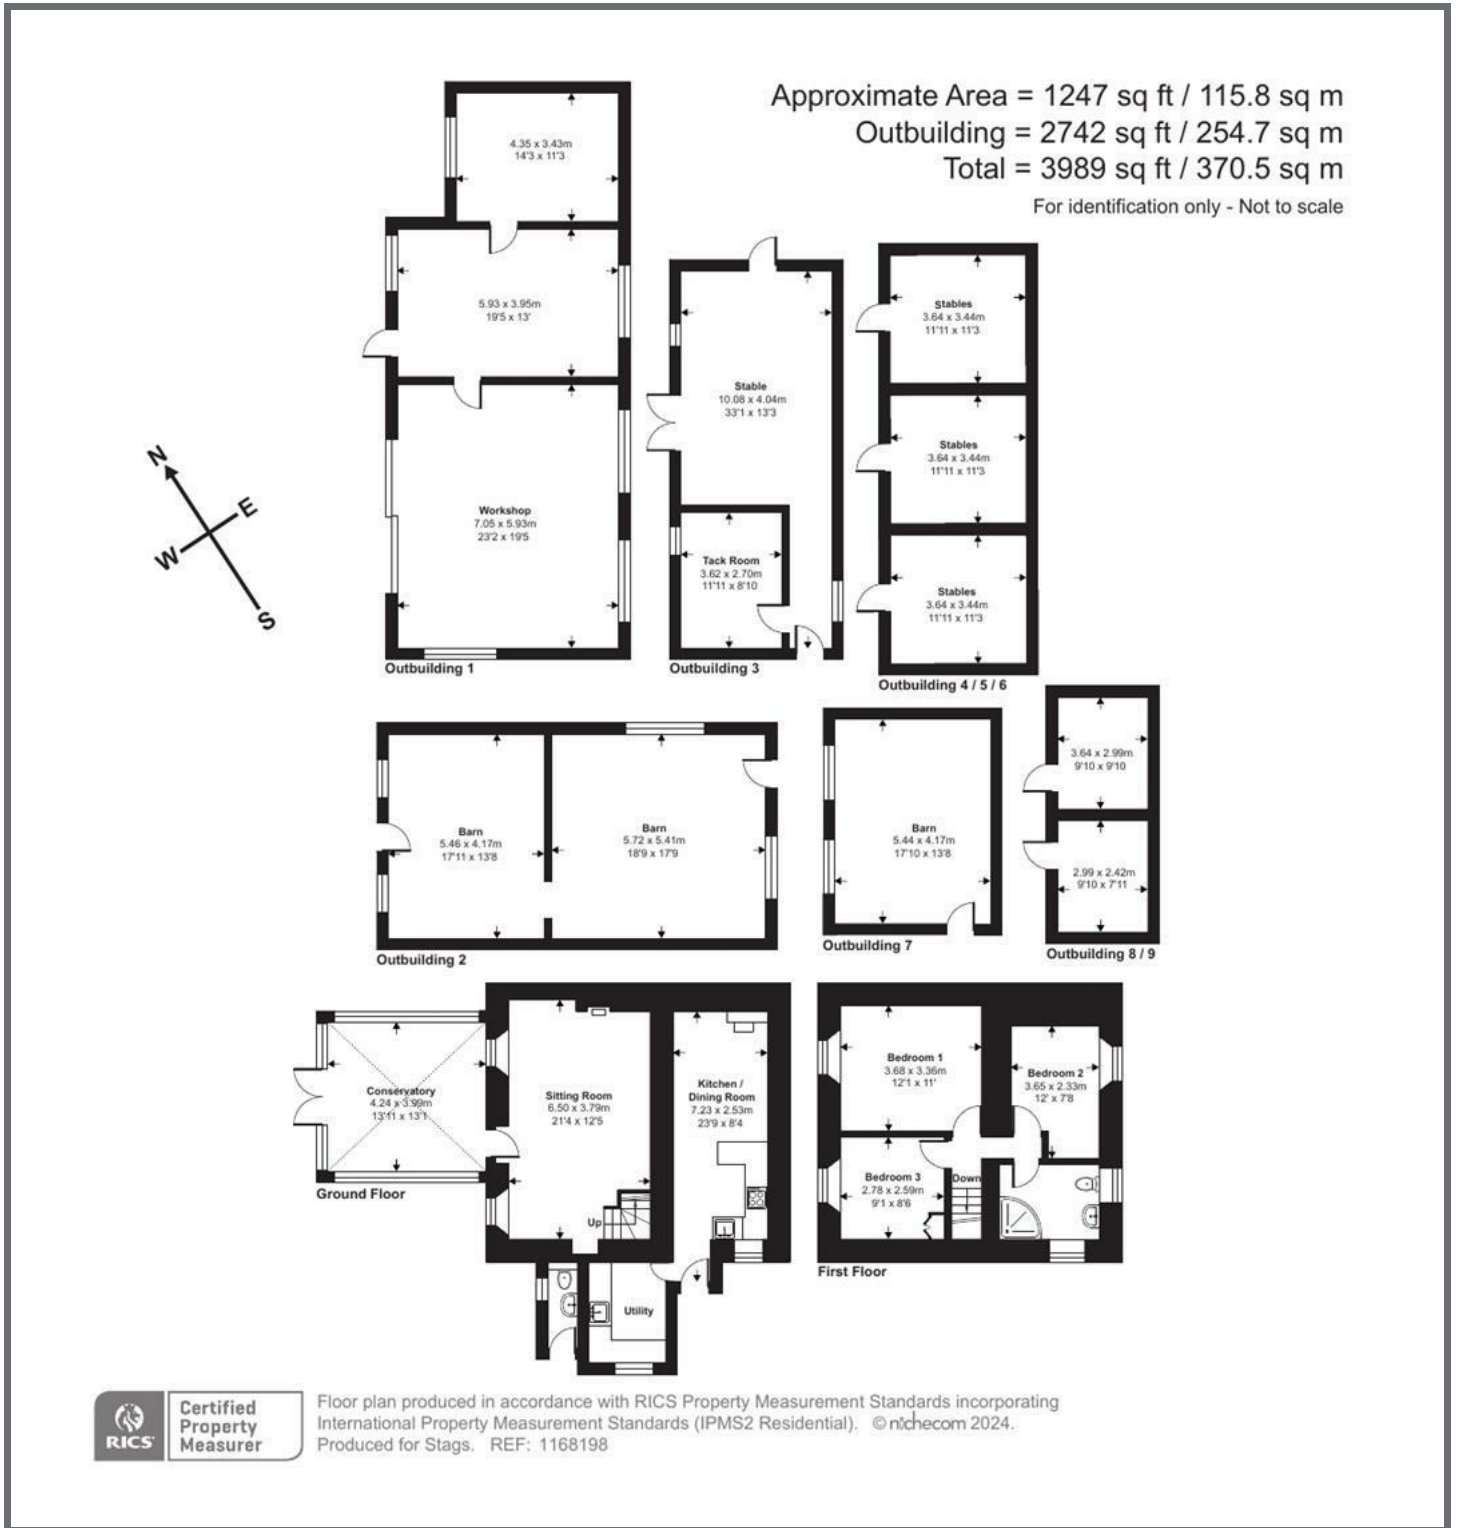 Approximate Area = 1247 sq ft / 115.8 sq m
Outbuilding = 2742 sq ft / 254.7 sq m
Total = 3989 sq ft / 370.5 sq m
For identification only - Not to scale
4.35 x 3.43m
14'3 x 11'3
5.93 x 3.95m
19'5 x 13'
Workshop
7.05 x 5.93m
23'2 x 19'5
Outbuilding 1
N
E
W
S
Stable
10.08 x 4.04m
33'1 x 13'3
Tack Room
3.62 x 2.70m
11'11 x 8'10
Outbuilding 3
Stables
3.64 x 3.44m
11'11 x 11'3
Stables
3.64 x 3.44m
11'11 x 11'3
Stables
3.64 x 3.44m
11'11 x 11'3
Outbuilding 4 / 5 / 6
Barn
5.46 x 4.17m
17'11 x 13'8
Barn
5.72 x 5.41m
18'9 x 17'9
Outbuilding 2
Barn
5.44 x 4.17m
17'10 x 13'8
Outbuilding 7
3.64 x 2.99m
9'10 x 9'10
2.99 x 2.42m
9'10 x 7'11
Outbuilding 8 / 9
Conservatory
4.24 x 3.99m
13'11 x 13'1
Ground Floor
Sitting Room
6.50 x 3.79m
21'4 x 12'5
Up
Kitchen /
Dining Room
7.23 x 2.53m
23'9 x 8'4
Utility
Bedroom 1
3.68 x 3.36m
12'1 x 11'
Bedroom 2
3.65 x 2.33m
12' x 7'8
Bedroom 3
2.78 x 2.59m
9'1 x 8'6
Down
First Floor
RICS
Certified
Property
Measurer
Floor plan produced in accordance with RICS Property Measurement Standards incorporating
International Property Measurement Standards (IPMS2 Residential). © nichecom 2024.
Produced for Stags. REF: 1168198